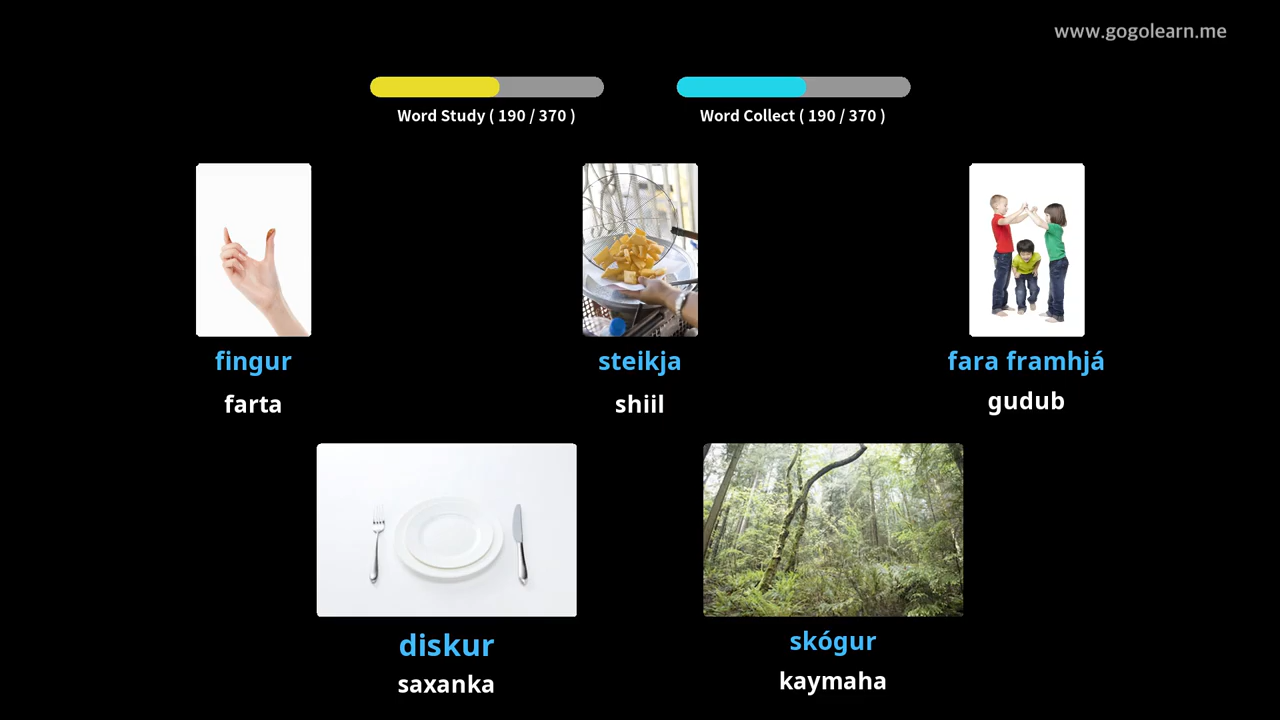 www.gogolearn.me
Word Study ( 190 / 370 )
Word Collect ( 190 / 370 )
fingur
farta
steikja
shiil
fara framhjá
gudub
diskur
saxanka
skógur
kaymaha